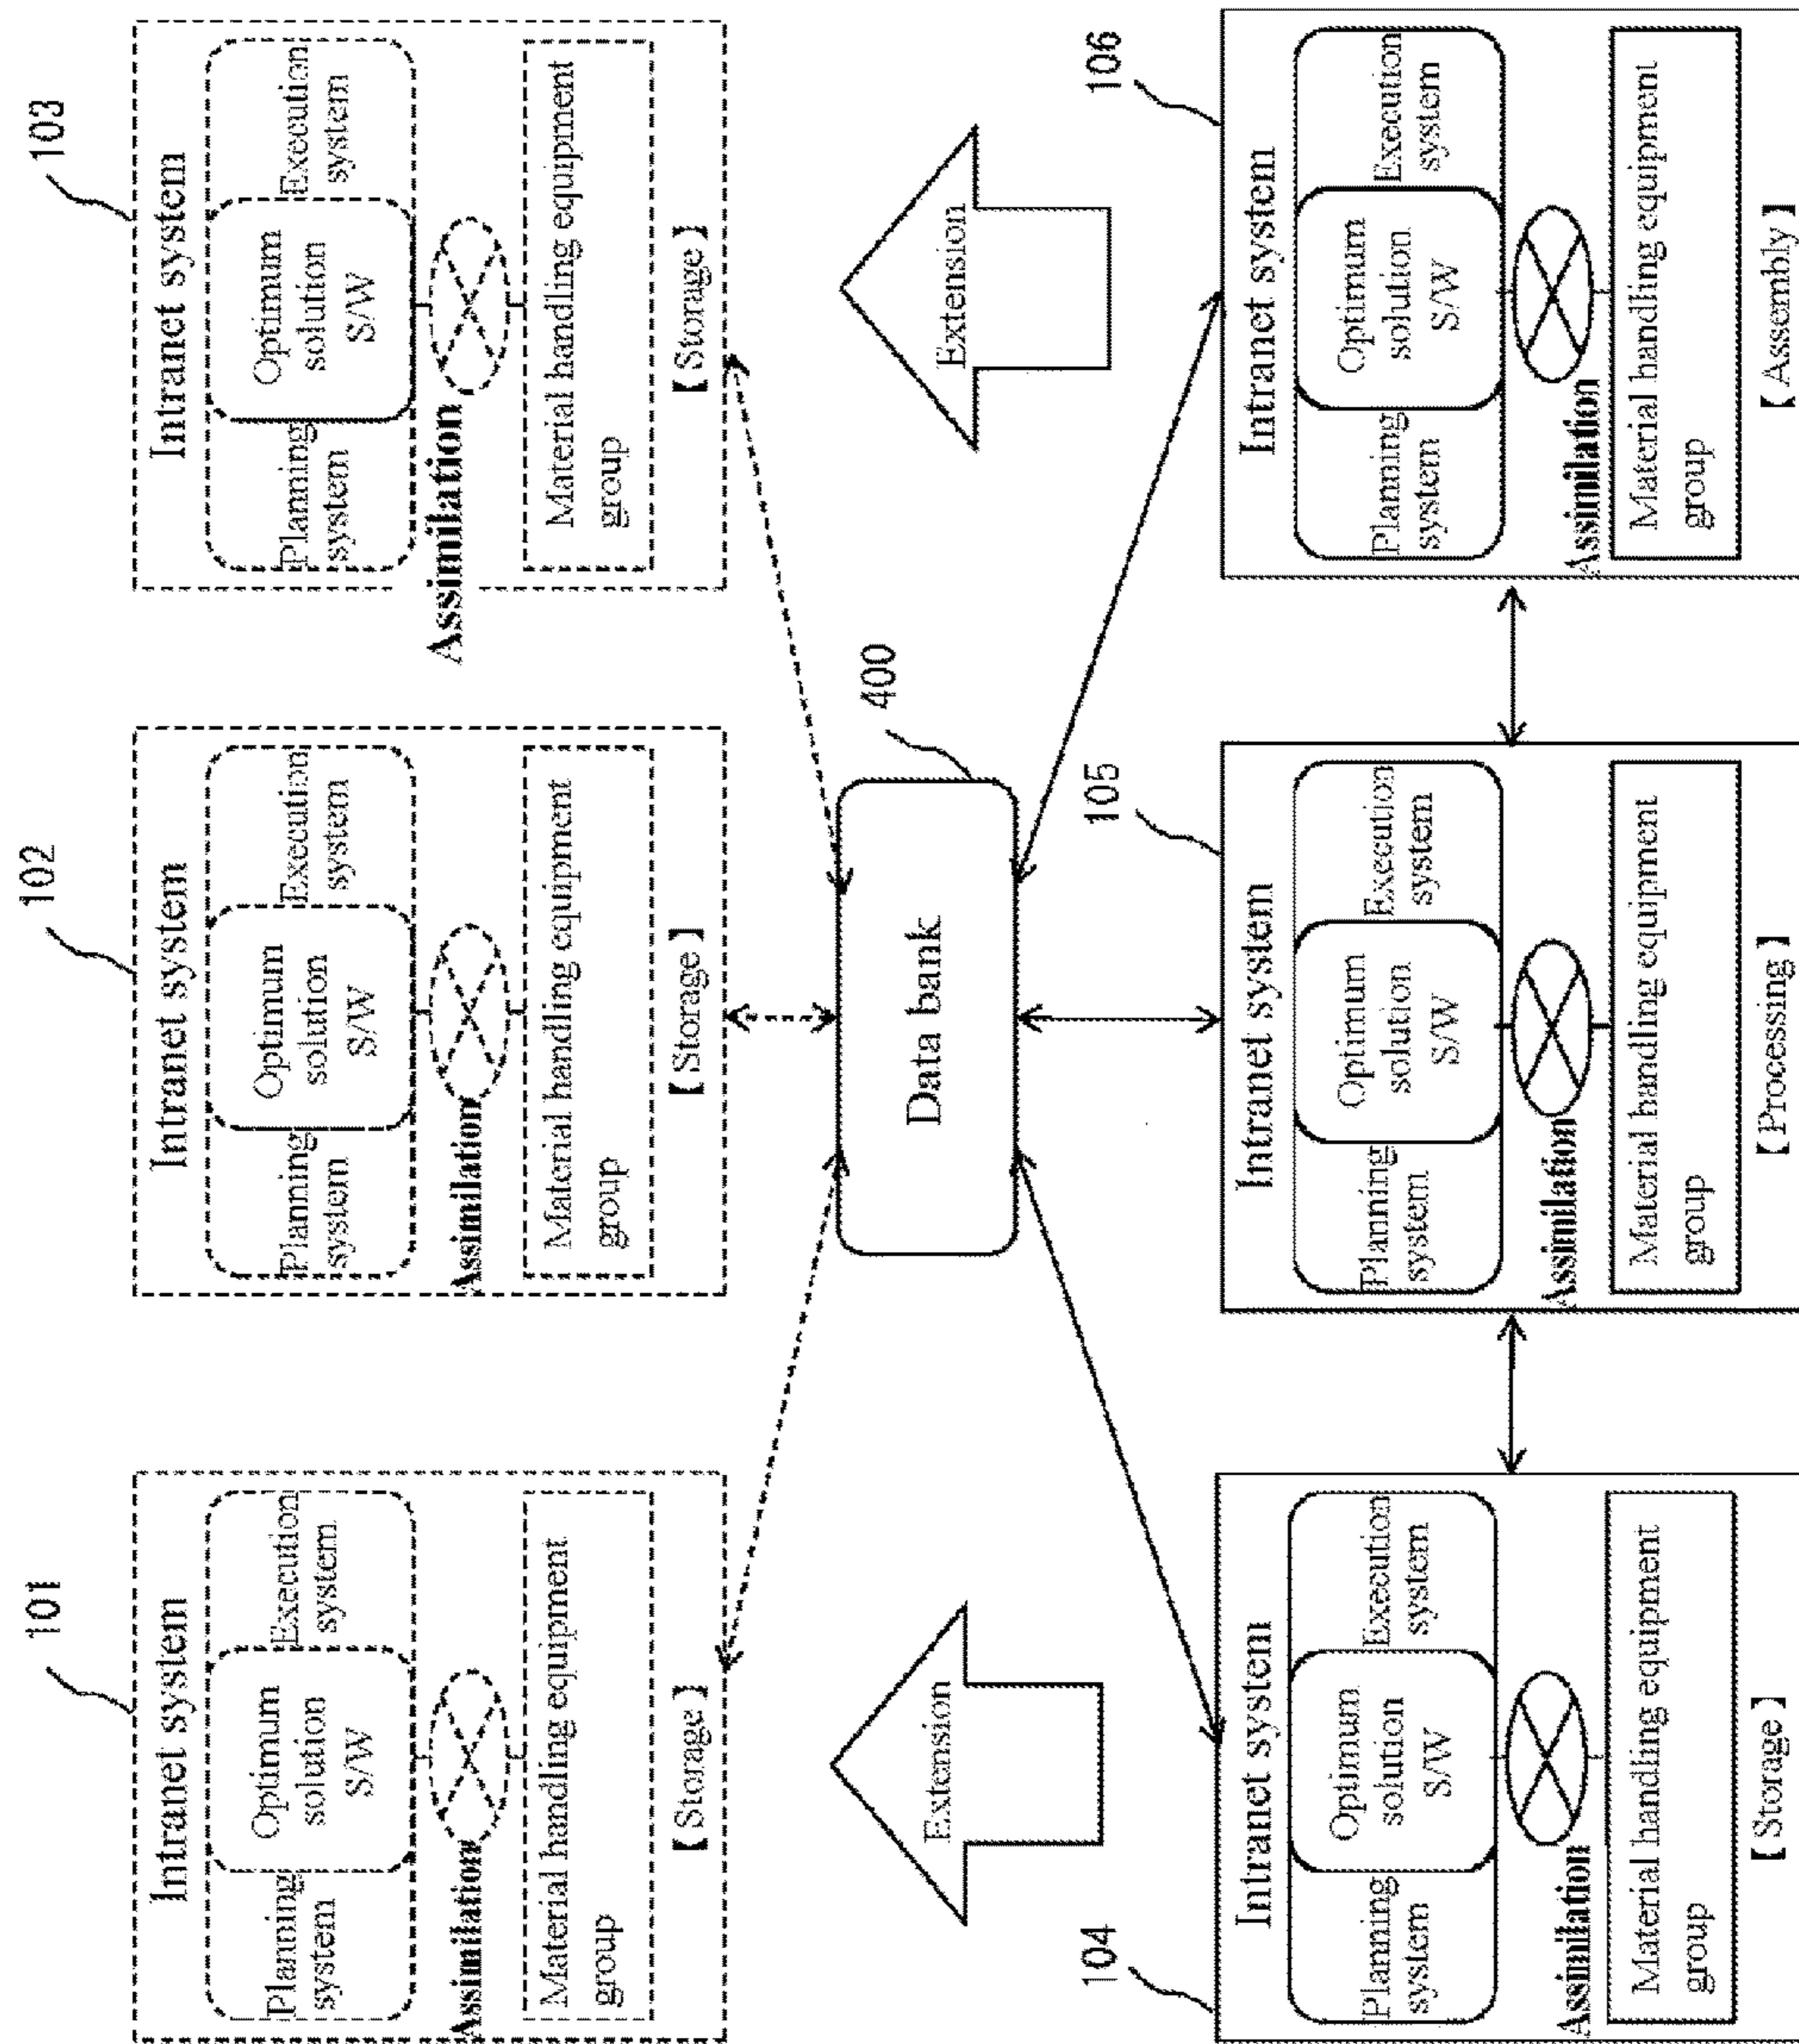 101
Intranet system
Planning
system
Optimum
solution
S/W
Execution
system
Assimilation
Material handling equipment
group
【Storage】
102
Intranet system
Planning
system
Optimum
solution
S/W
Execution
system
Assimilation
Material handling equipment
group
【Storage】
103
Intranet system
Planning
system
Optimum
solution
S/W
Execution
system
Assimilation
Material handling equipment
group
【Storage】
Extension
400
Data bank
Extension
104
Intranet system
Planning
system
Optimum
solution
S/W
Execution
system
Assimilation
Material handling equipment
group
【Storage】
105
Intranet system
Planning
system
Optimum
solution
S/W
Execution
system
Assimilation
Material handling equipment
group
【Processing】
106
Intranet system
Planning
system
Optimum
solution
S/W
Execution
system
Assimilation
Material handling equipment
group
【Assembly】